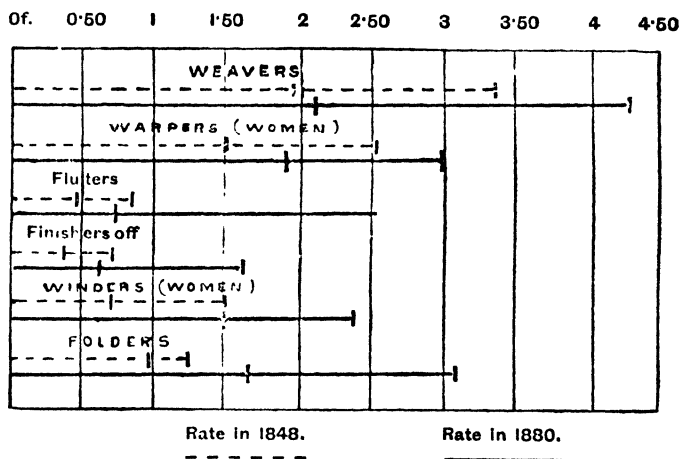 0f. 0·50 1 1·50 2 2·50 3 3·50 4 4·50
WEAVERS
WARPERS (WOMEN)
Fluters
Finishers off
WINDERS (WOMEN)
FOLDERS
Rate in 1848. Rate in 1880.